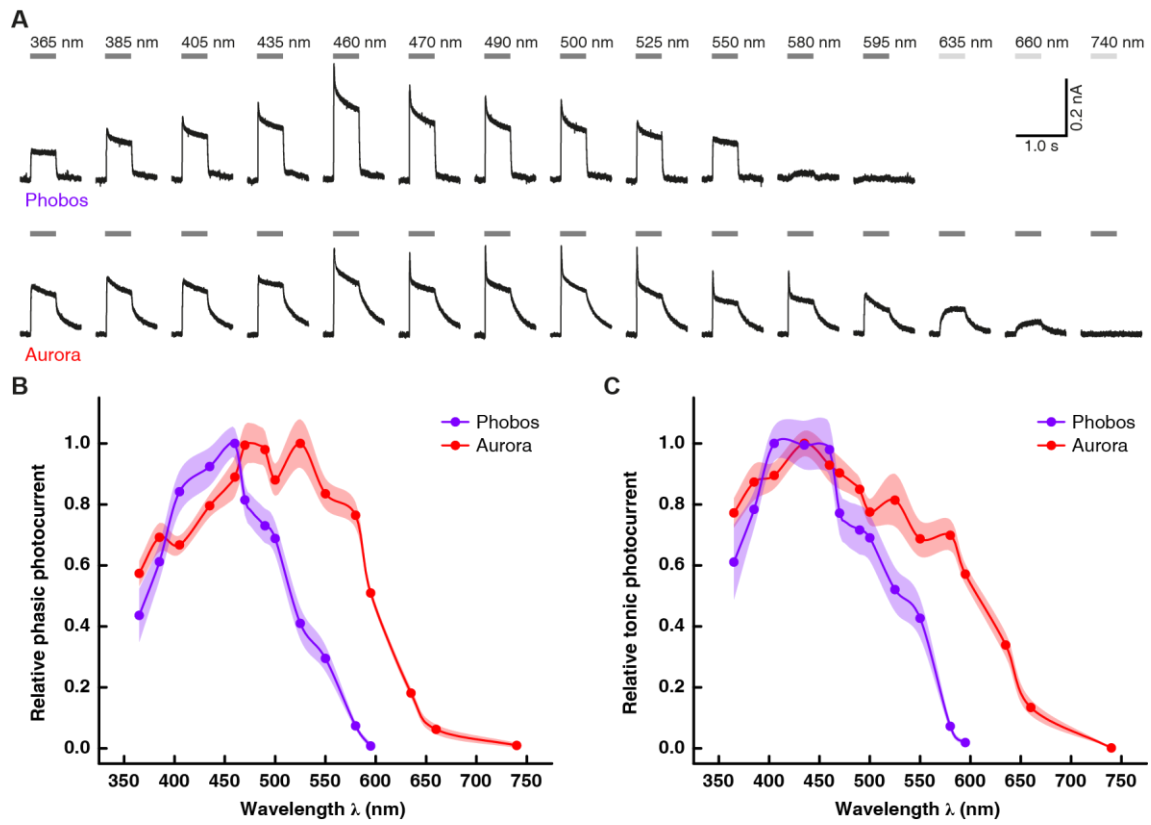 A
365 nm 385 nm 405 nm 435 nm 460 nm 470 nm 490 nm 500 nm 525 nm 550 nm 580 nm 595 nm 635 nm 660 nm 740 nm
0.2 nA
1.0 s
Phobos
Aurora
B
Phobos
Aurora
Relative phasic photocurrent
1.0
0.8
0.6
0.4
0.2
0.0
350 400 450 500 550 600 650 700 750
Wavelength λ (nm)
C
Phobos
Aurora
Relative tonic photocurrent
1.0
0.8
0.6
0.4
0.2
0.0
350 400 450 500 550 600 650 700 750
Wavelength λ (nm)